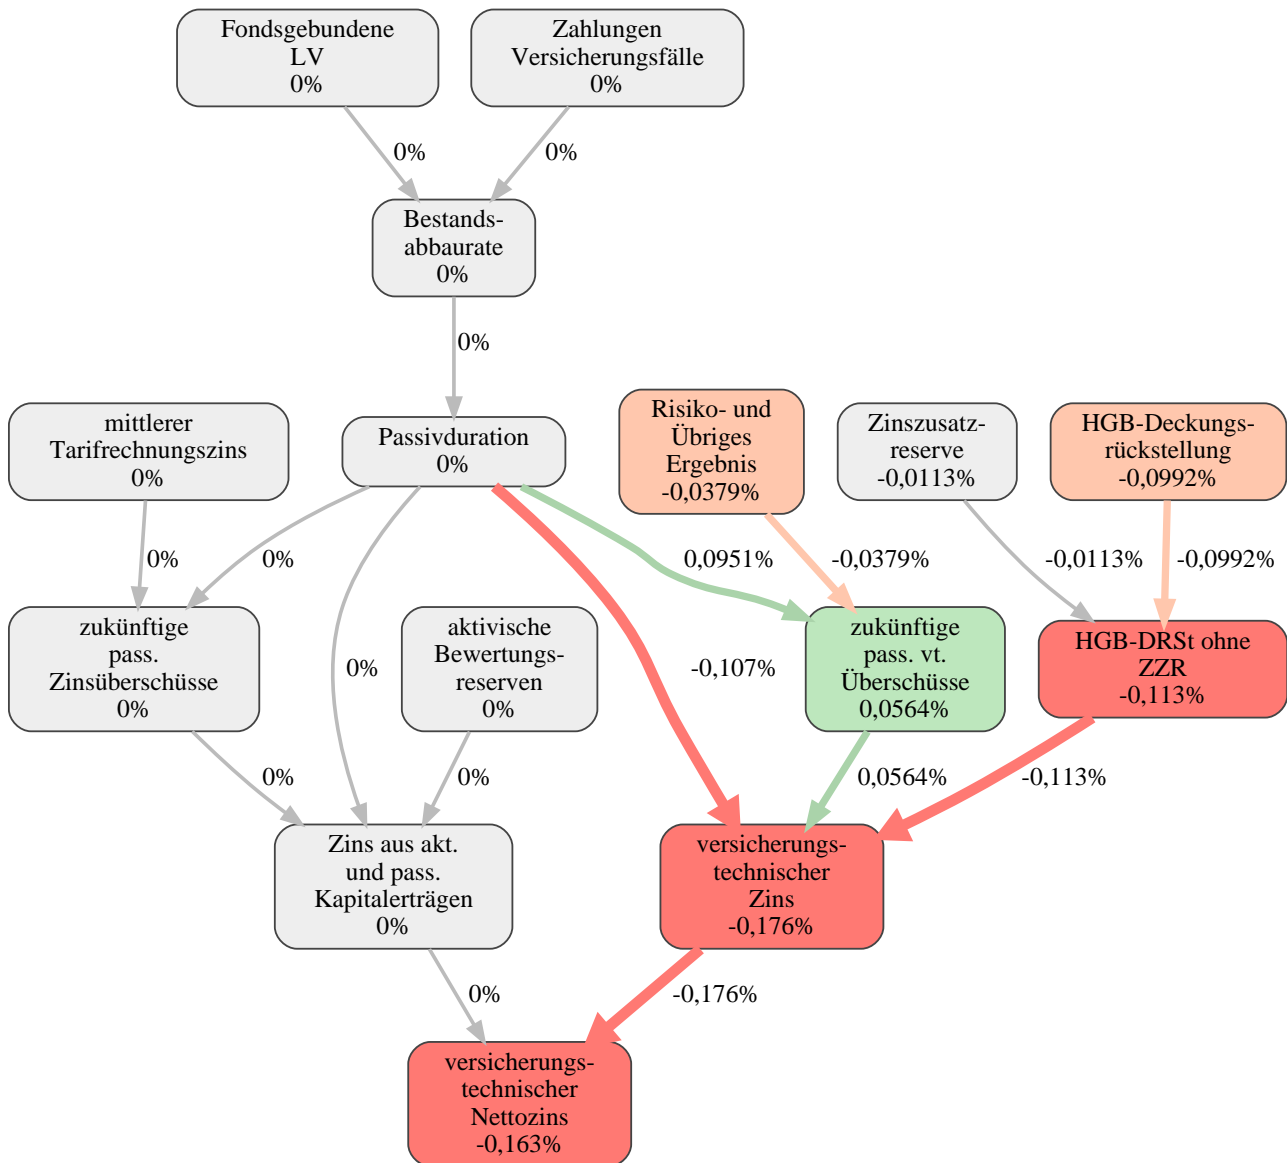 Fondsgebundene
LV
0%
Zahlungen
Versicherungsfälle
0%
0%
0%
Bestands-
abbaurate
0%
0%
mittlerer
Tarifrechnungszins
0%
Passivduration
0%
Risiko- und
Übriges
Ergebnis
-0,0379%
Zinszusatz-
reserve
-0,0113%
HGB-Deckungs-
rückstellung
-0,0992%
0%
0%
0,0951%
-0,0379%
-0,0113%
-0,0992%
zukünftige
pass.
Zinsüberschüsse
0%
0%
aktivische
Bewertungs-
reserven
0%
-0,107%
zukünftige
pass. vt.
Überschüsse
0,0564%
HGB-DRSt ohne
ZZR
-0,113%
0%
0%
0,0564%
-0,113%
Zins aus akt.
und pass.
Kapitalerträgen
0%
versicherungs-
technischer
Zins
-0,176%
0%
-0,176%
versicherungs-
technischer
Nettozins
-0,163%